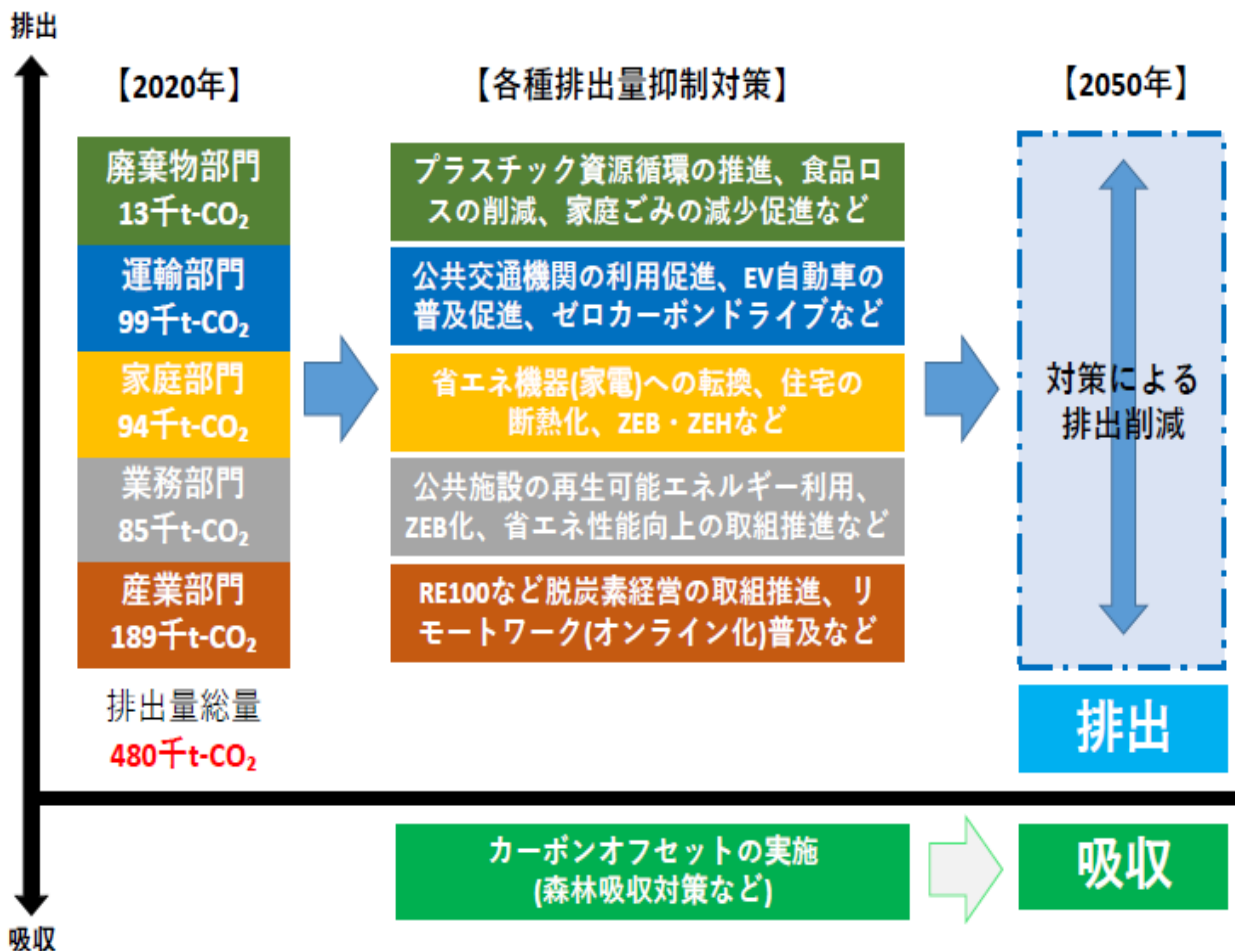 排出
【2020年】
【各種排出量抑制対策】
【2050年】
廃棄物部門
13千t-CO₂
プラスチック資源循環の推進、食品ロ
スの削減、家庭ごみの減少促進など
運輸部門
99千t-CO₂
公共交通機関の利用促進、EV自動車の
普及促進、ゼロカーボンドライブなど
家庭部門
94千t-CO₂
省エネ機器(家電)への転換、住宅の
断熱化、ZEB・ZEHなど
業務部門
85千t-CO₂
公共施設の再生可能エネルギー利用、
ZEB化、省エネ性能向上の取組推進など
産業部門
189千t-CO₂
RE100など脱炭素経営の取組推進、リ
モートワーク(オンライン化)普及など
対策による
排出削減
排出量総量
480千t-CO₂
排出
カーボンオフセットの実施
(森林吸収対策など)
吸収
吸収